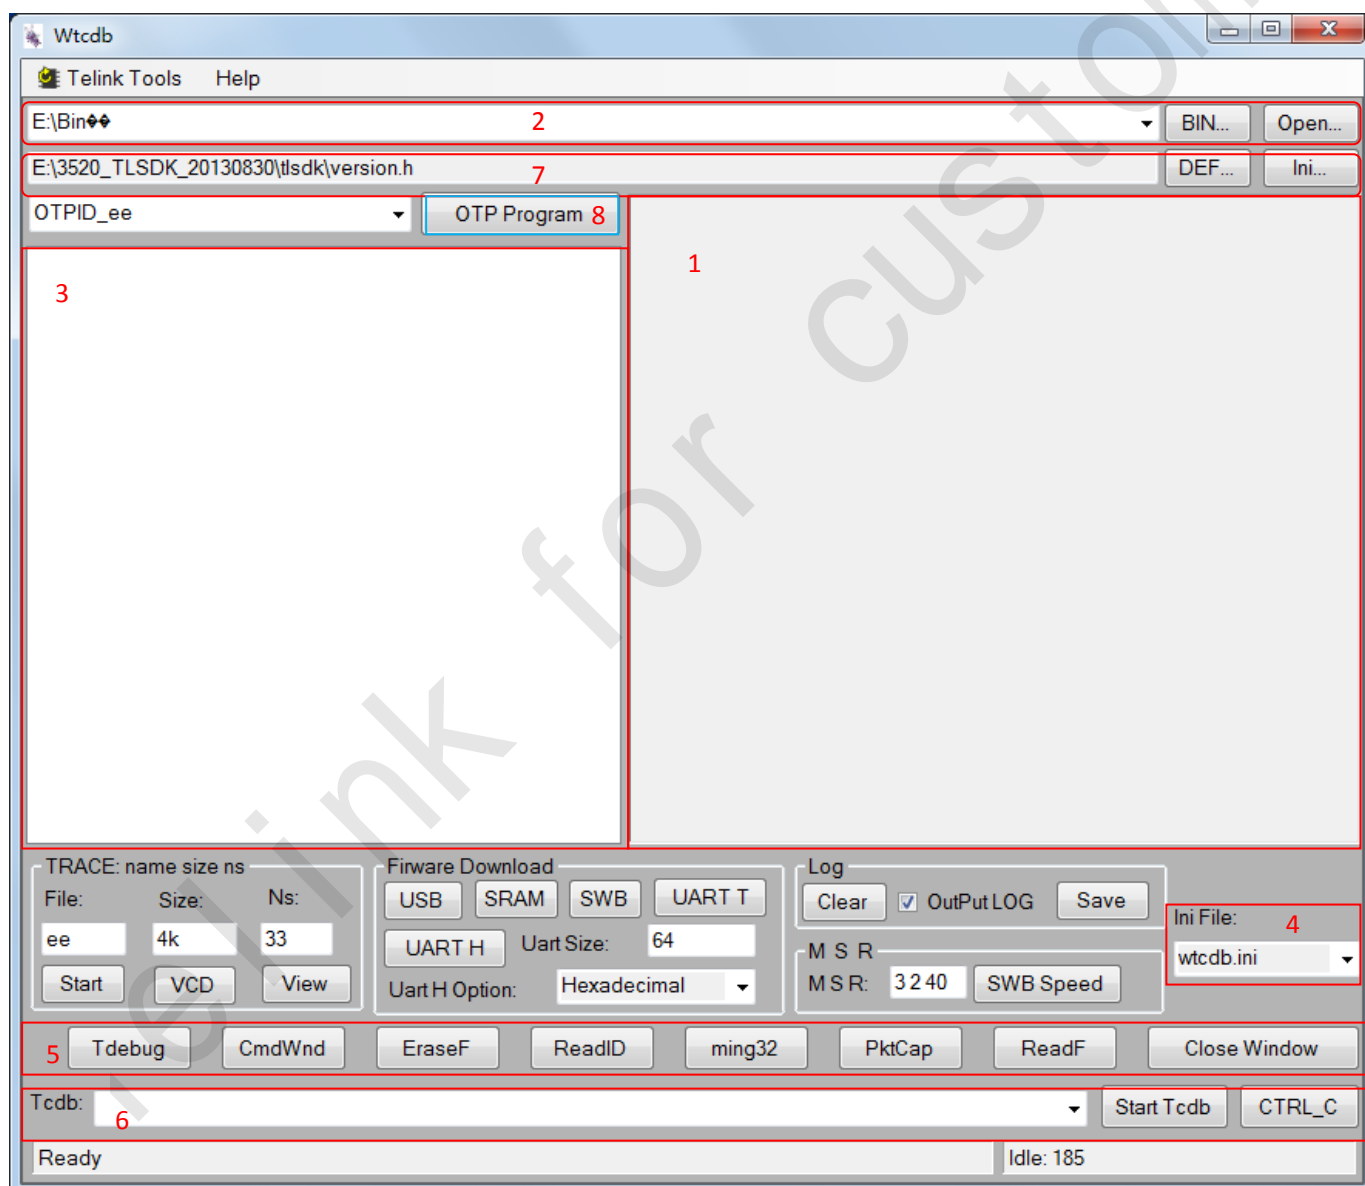 Wtcdb
Telink Tools Help
E:\Bin�� 2 BIN... Open...
E:\3520_TLSDK_20130830\tlsdk\version.h 7 DEF... Ini...
OTPID_ee OTP Program 8
1
3
TRACE: name size ns Firware Download Log
File: Size: Ns: USB SRAM SWB UART T Clear OutPut LOG Save
Ini File: 4
ee 4k 33 UART H Uart Size: 64 M S R
wtcdb.ini
Start VCD View Uart H Option: Hexadecimal M S R: 3 2 40 SWB Speed
5 Tdebug CmdWnd EraseF ReadID ming32 PktCap ReadF Close Window
Tcdb: 6 Start Tcdb CTRL_C
Ready Idle: 185
elink for custom